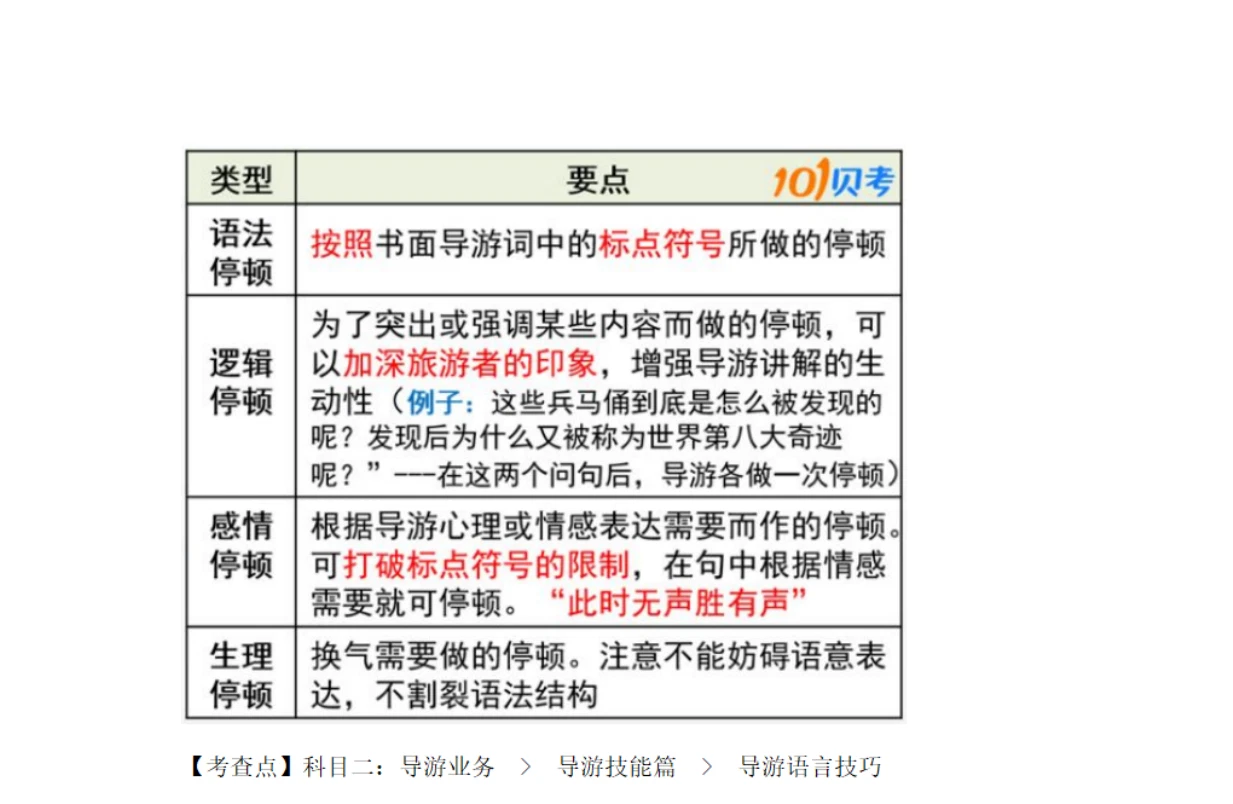 类型
要点
101贝考
语法
停顿
按照书面导游词中的标点符号所做的停顿
逻辑
停顿
为了突出或强调某些内容而做的停顿，可
以加深旅游者的印象，增强导游讲解的生
动性（例子：这些兵马俑到底是怎么被发现的
呢？发现后为什么又被称为世界第八大奇迹
呢？”---在这两个问句后，导游各做一次停顿）
感情
停顿
根据导游心理或情感表达需要而作的停顿。
可打破标点符号的限制，在句中根据情感
需要就可停顿。“此时无声胜有声”
生理
停顿
换气需要做的停顿。注意不能妨碍语意表
达，不割裂语法结构
【考查点】科目二：导游业务 > 导游技能篇 > 导游语言技巧